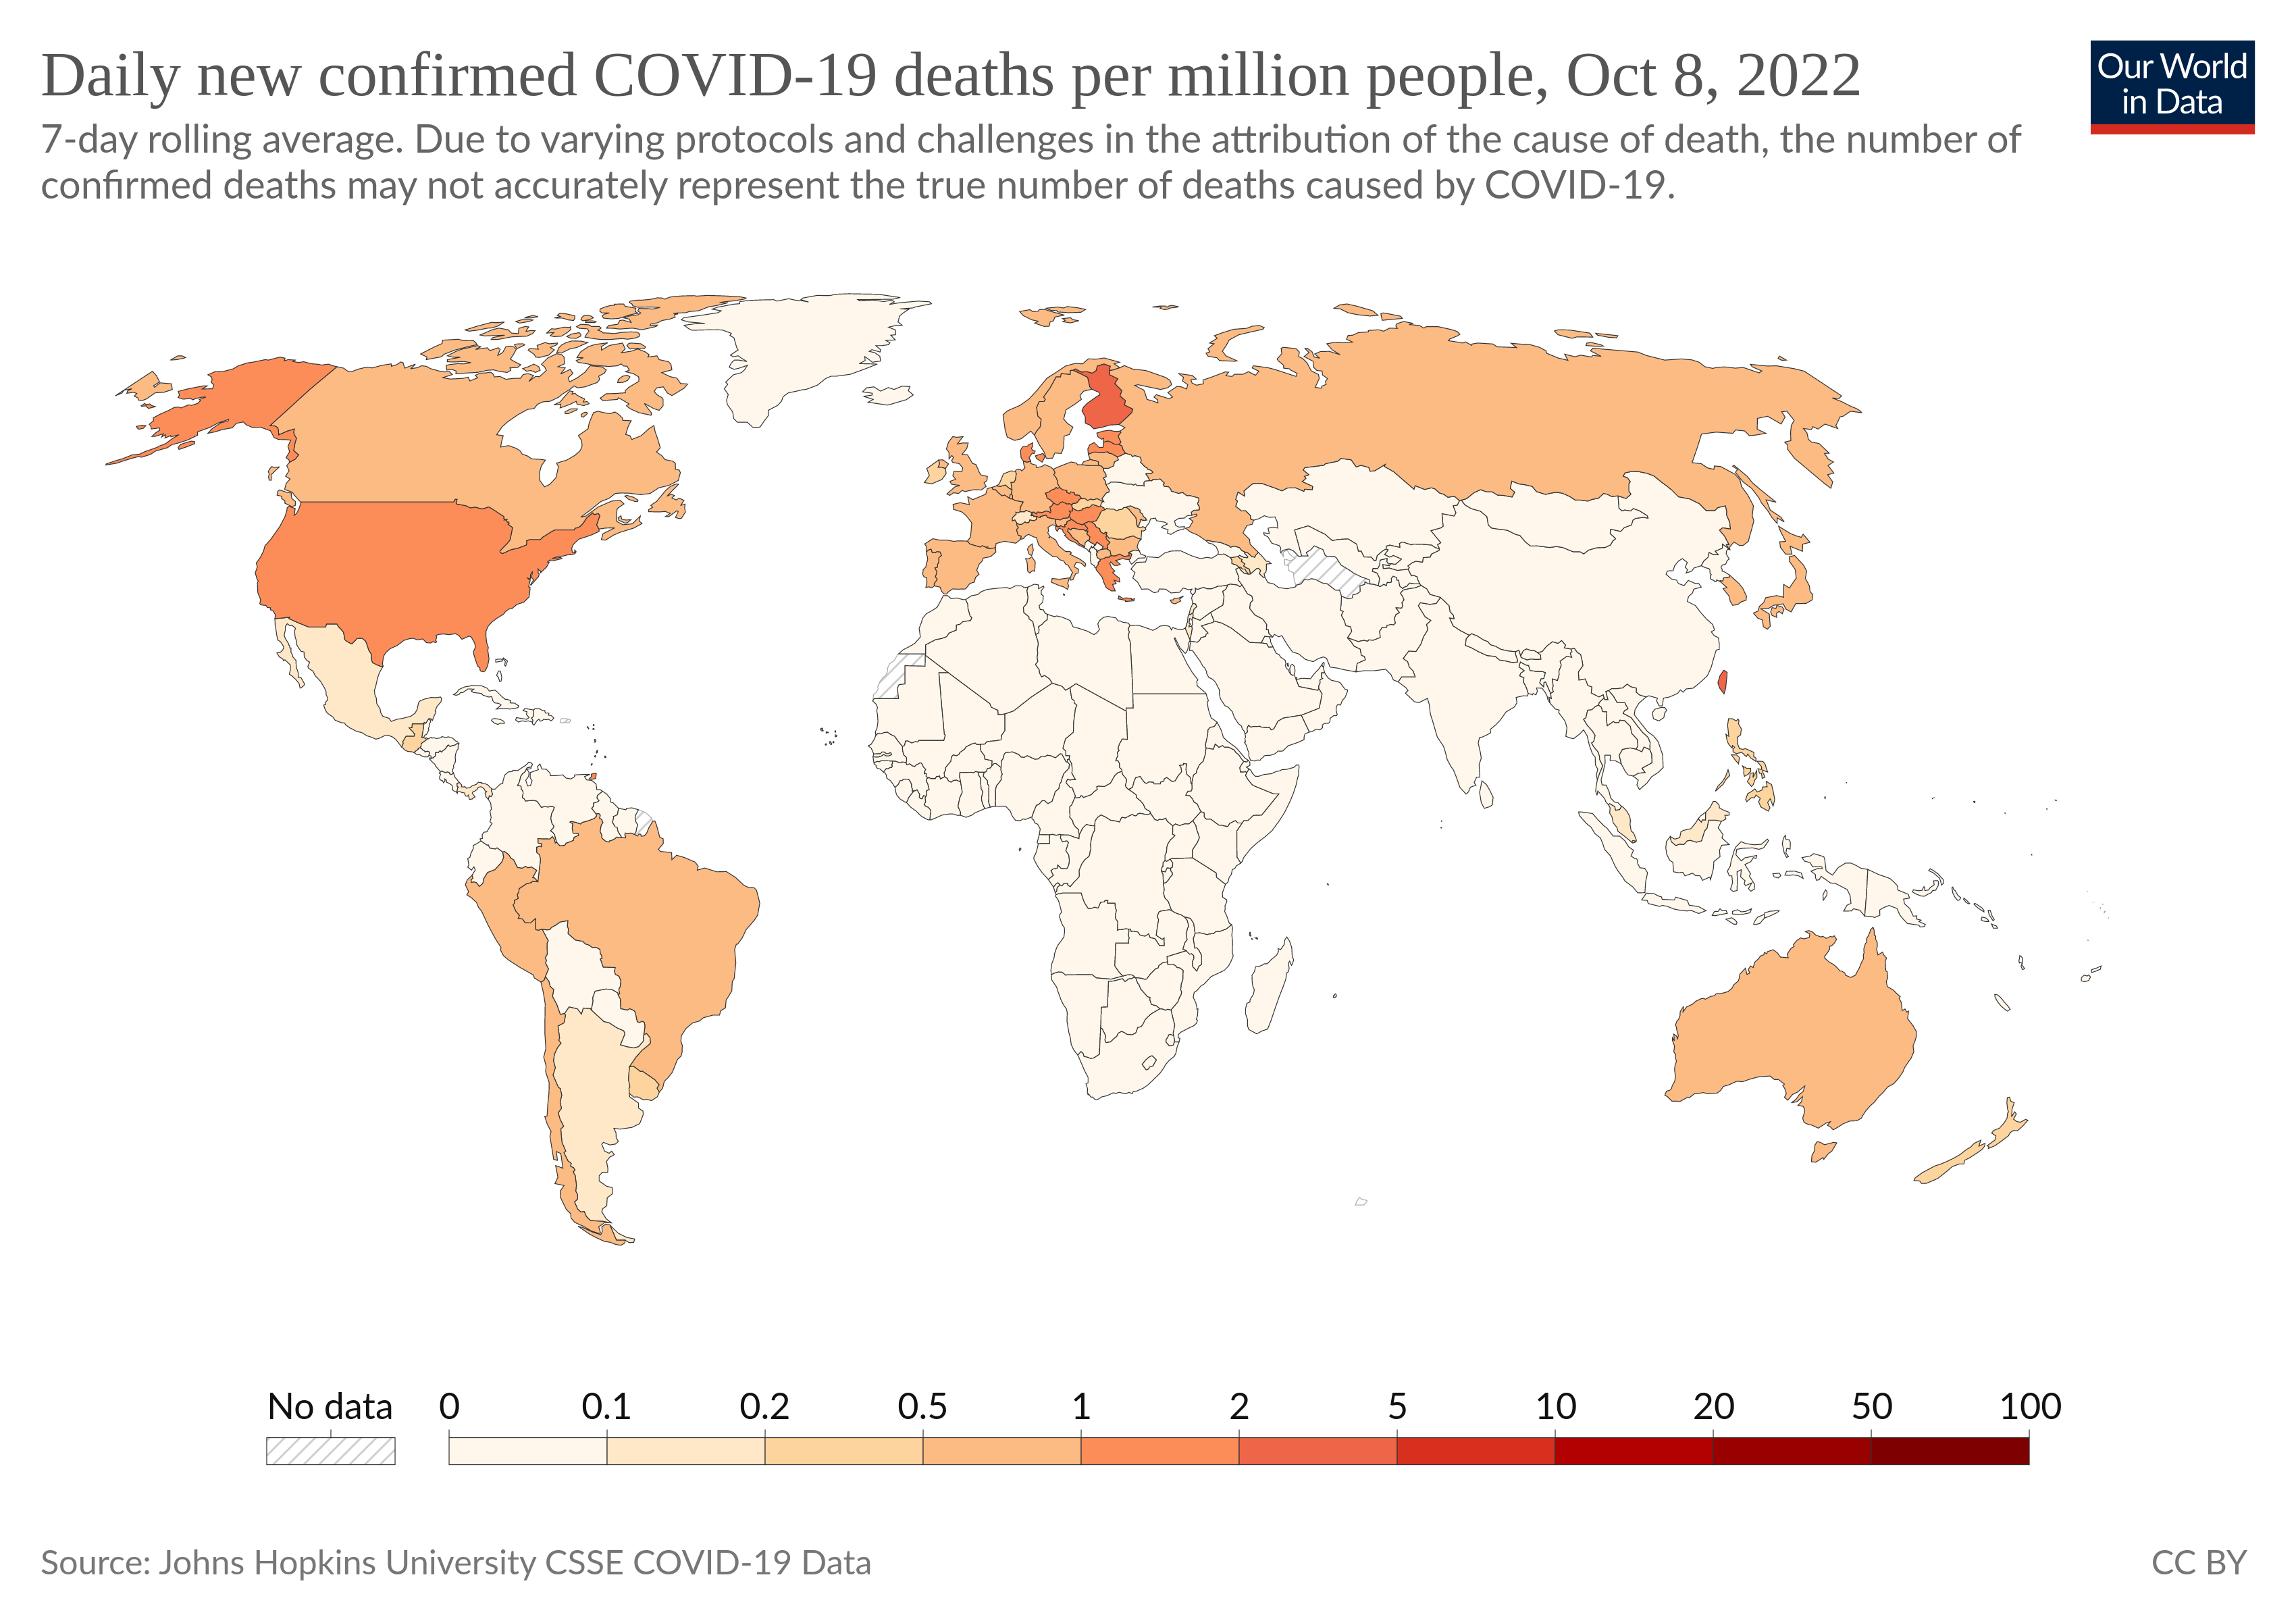 Daily new confirmed COVID-19 deaths per million people, Oct 8, 2022
Our World
in Data
7-day rolling average. Due to varying protocols and challenges in the attribution of the cause of death, the number of
confirmed deaths may not accurately represent the true number of deaths caused by COVID-19.
No data 0 0.1 0.2 0.5 1 2 5 10 20 50 100
Source: Johns Hopkins University CSSE COVID-19 Data
CC BY